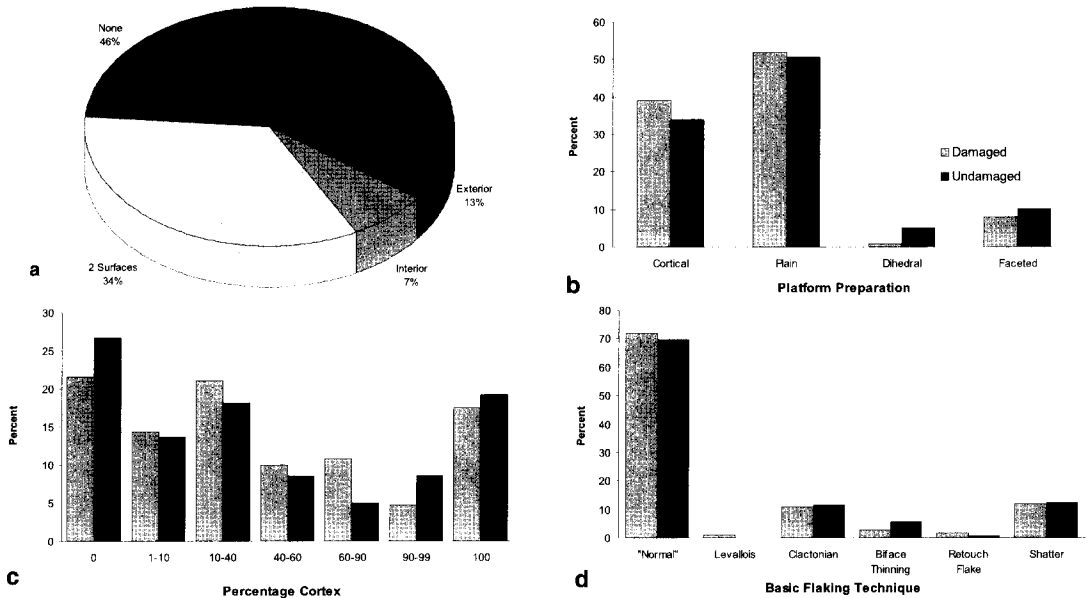 None
46%
Exterior
13%
Interior
7%
2 Surfaces
34%
a
60
50
40
30
20
10
0
Percent
Damaged
Undamaged
Cortical
Plain
Dihedral
Faceted
Platform Preparation
b
30
25
20
15
10
5
0
Percent
0
1-10
10-40
40-60
60-90
90-99
100
Percentage Cortex
c
80
70
60
50
40
30
20
10
0
Percent
"Normal"
Levallois
Clactonian
Biface
Thinning
Retouch
Flake
Shatter
Basic Flaking Technique
d